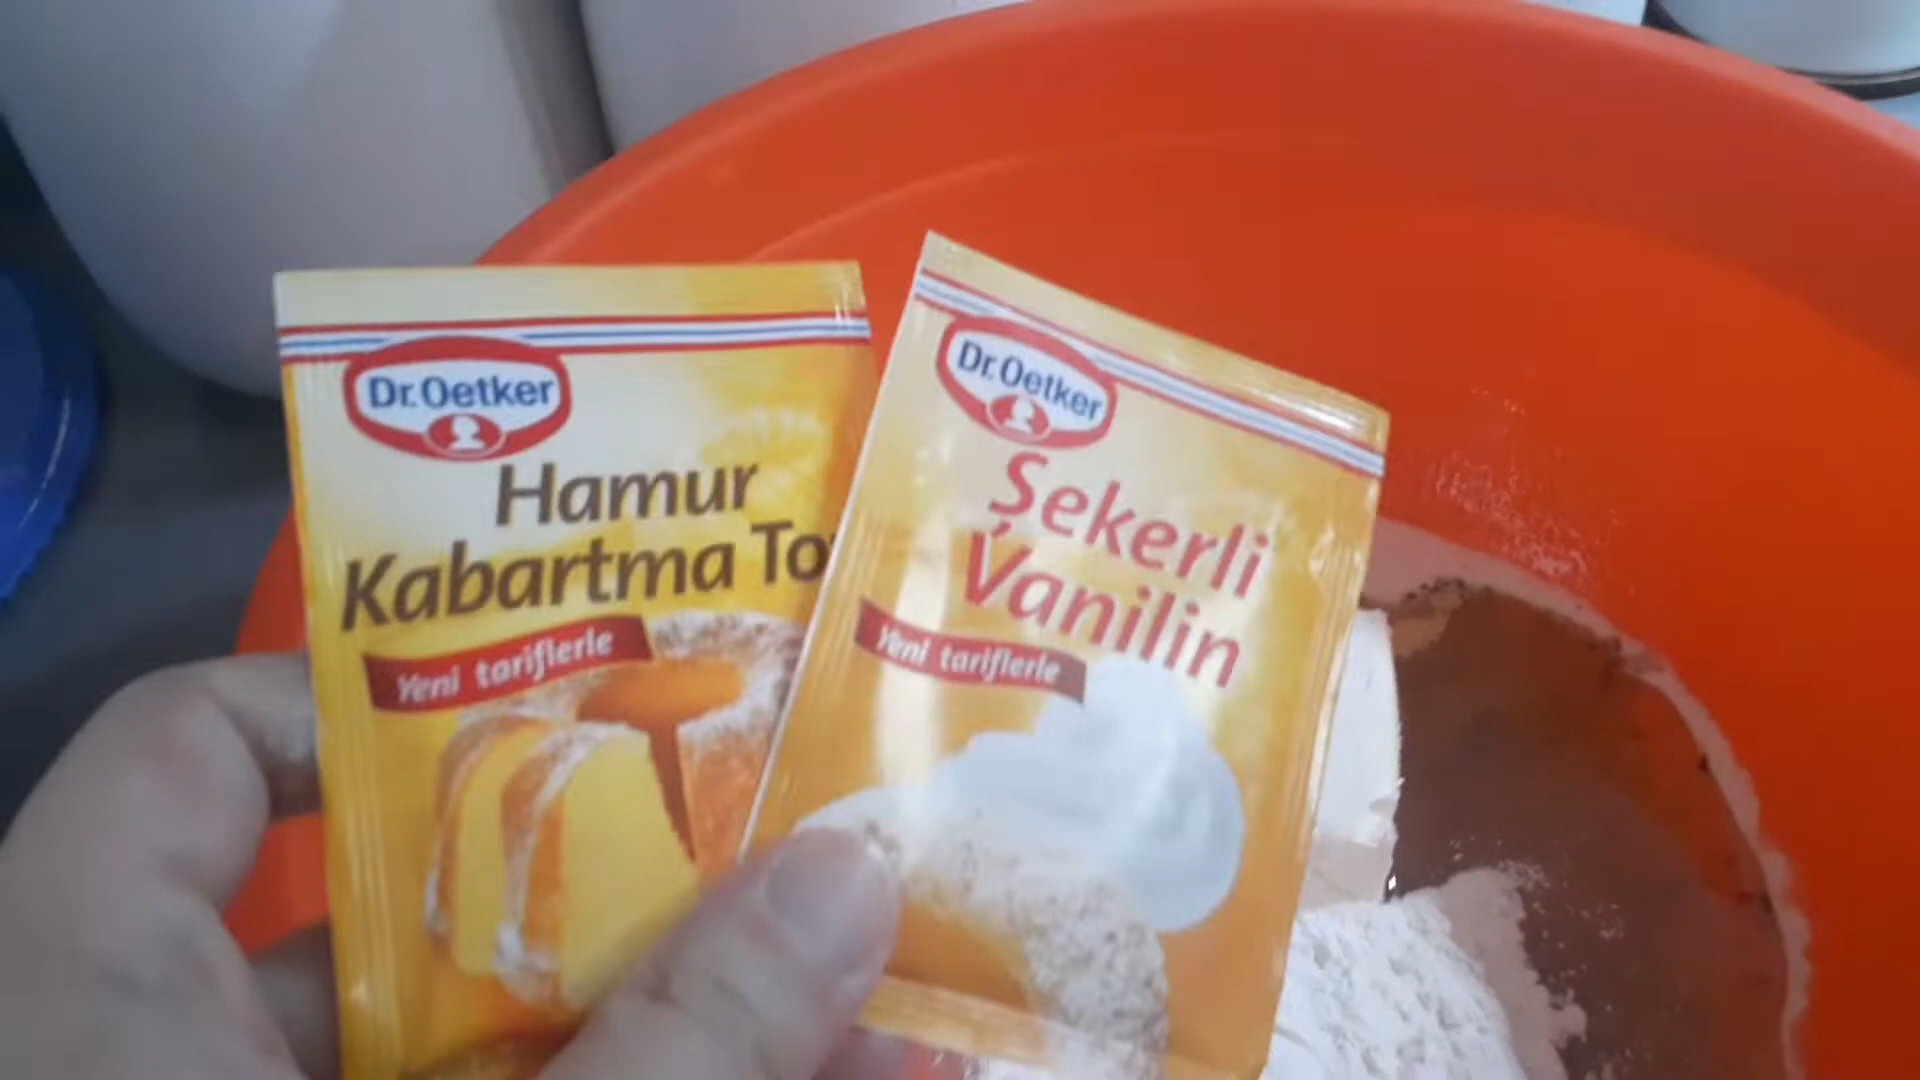 Dr. Oetker
Hamur
Kabartma To
Yeni tariflerle
Dr. Oetker
Şekerli
Vanilin
Yeni tariflerle